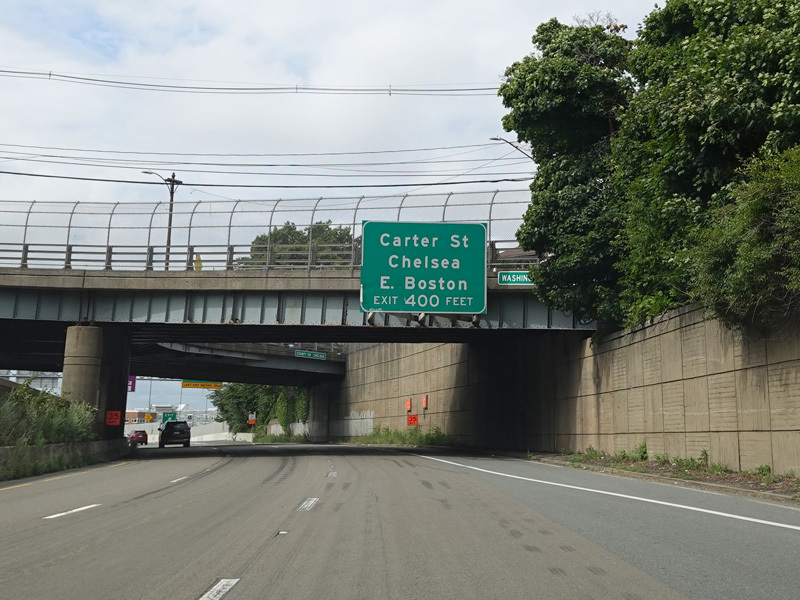 Carter St
Chelsea
E. Boston
EXIT 400 FEET